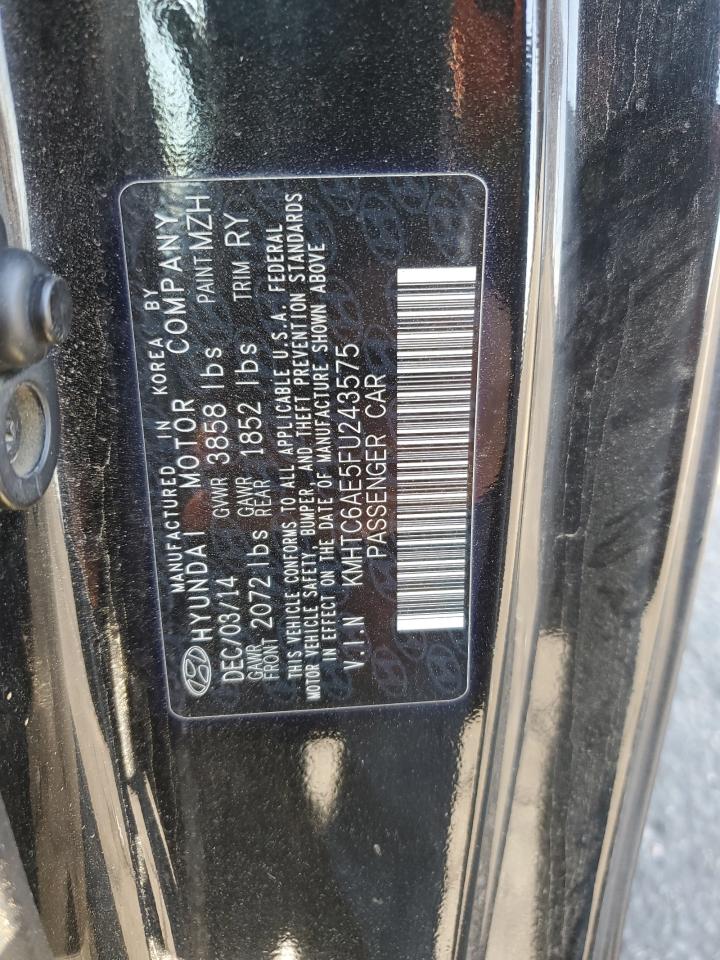 MANUFACTURED IN KOREA BY
HYUNDAI MOTOR COMPANY
DEC/03/14 GVWR 3858 lbs PAINT MZH
GAWR FRONT 2072 lbs GAWR REAR 1852 lbs TRIM RY
THIS VEHICLE CONFORMS TO ALL APPLICABLE U.S.A. FEDERAL
MOTOR VEHICLE SAFETY, BUMPER, AND THEFT PREVENTION STANDARDS
IN EFFECT ON THE DATE OF MANUFACTURE SHOWN ABOVE
V.I.N KMHTC6AE5FU243575
PASSENGER CAR